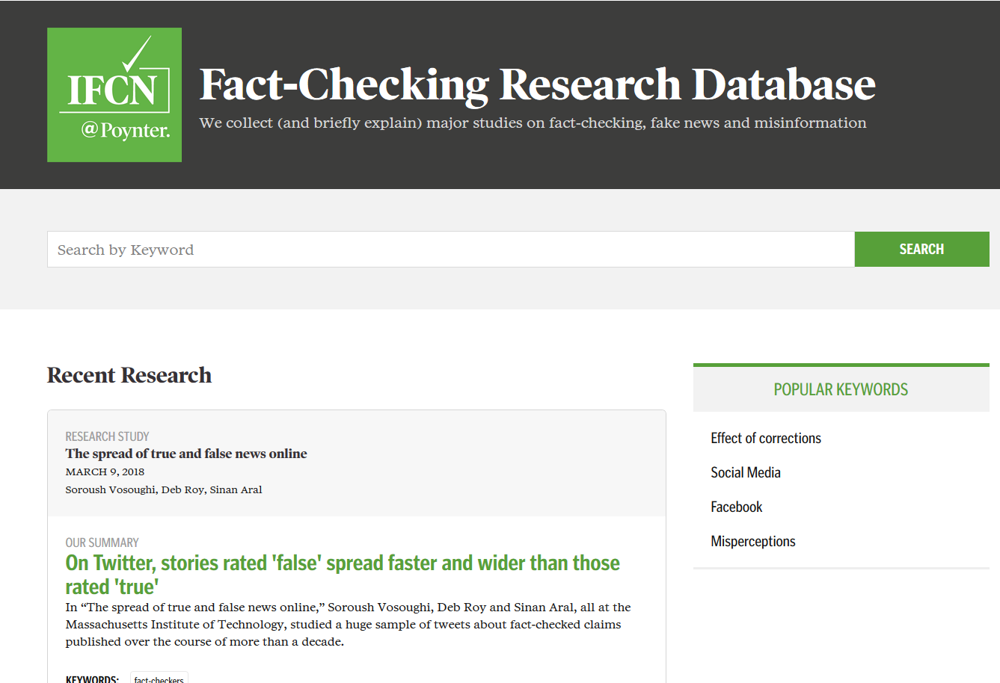 IFCN
@Poynter.
Fact-Checking Research Database
We collect (and briefly explain) major studies on fact-checking, fake news and misinformation
Search by Keyword
SEARCH
Recent Research
RESEARCH STUDY
The spread of true and false news online
MARCH 9, 2018
Soroush Vosoughi, Deb Roy, Sinan Aral
OUR SUMMARY
On Twitter, stories rated 'false' spread faster and wider than those
rated 'true'
In “The spread of true and false news online,” Soroush Vosoughi, Deb Roy and Sinan Aral, all at the
Massachusetts Institute of Technology, studied a huge sample of tweets about fact-checked claims
published over the course of more than a decade.
KEYWORDS: fact-checkers
POPULAR KEYWORDS
Effect of corrections
Social Media
Facebook
Misperceptions